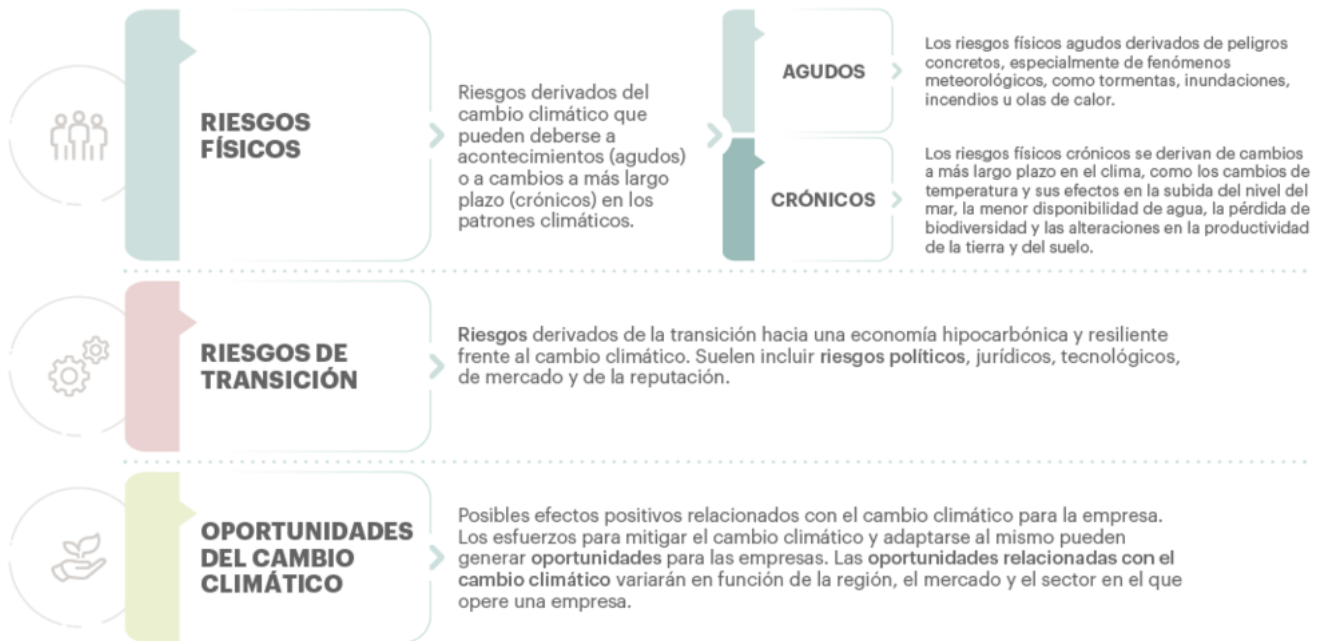 RIESGOS
FÍSICOS
Riesgos derivados del
cambio climático que
pueden deberse a
acontecimientos (agudos)
o a cambios a más largo
plazo (crónicos) en los
patrones climáticos.
AGUDOS
Los riesgos físicos agudos derivados de peligros
concretos, especialmente de fenómenos
meteorológicos, como tormentas, inundaciones,
incendios u olas de calor.
CRÓNICOS
Los riesgos físicos crónicos se derivan de cambios
a más largo plazo en el clima, como los cambios de
temperatura y sus efectos en la subida del nivel del
mar, la menor disponibilidad de agua, la pérdida de
biodiversidad y las alteraciones en la productividad
de la tierra y del suelo.
RIESGOS DE
TRANSICIÓN
Riesgos derivados de la transición hacia una economía hipocarbónica y resiliente
frente al cambio climático. Suelen incluir riesgos políticos, jurídicos, tecnológicos,
de mercado y de la reputación.
OPORTUNIDADES
DEL CAMBIO
CLIMÁTICO
Posibles efectos positivos relacionados con el cambio climático para la empresa.
Los esfuerzos para mitigar el cambio climático y adaptarse al mismo pueden
generar oportunidades para las empresas. Las oportunidades relacionadas con el
cambio climático variarán en función de la región, el mercado y el sector en el que
opere una empresa.